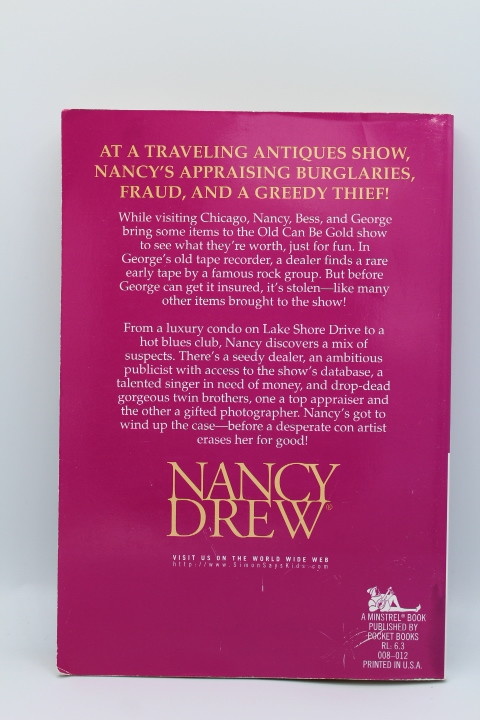 AT A TRAVELING ANTIQUES SHOW,
NANCY'S APPRAISING BURGLARIES,
FRAUD, AND A GREEDY THIEF!
While visiting Chicago, Nancy, Bess, and George
bring some items to the Old Can Be Gold show
to see what they're worth, just for fun. In
George's old tape recorder, a dealer finds a rare
early tape by a famous rock group. But before
George can get it insured, it's stolen—like many
other items brought to the show!
From a luxury condo on Lake Shore Drive to a
hot blues club, Nancy discovers a mix of
suspects. There's a seedy dealer, an ambitious
publicist with access to the show's database, a
talented singer in need of money, and drop-dead
gorgeous twin brothers, one a top appraiser and
the other a gifted photographer. Nancy's got to
wind up the case—before a desperate con artist
erases her for good!
NANCY
DREW®
VISIT US ON THE WORLD WIDE WEB
http://www.SimonSaysKids.com
A MINSTREL® BOOK
PUBLISHED BY
POCKET BOOKS
RL: 6.3
008-012
PRINTED IN U.S.A.